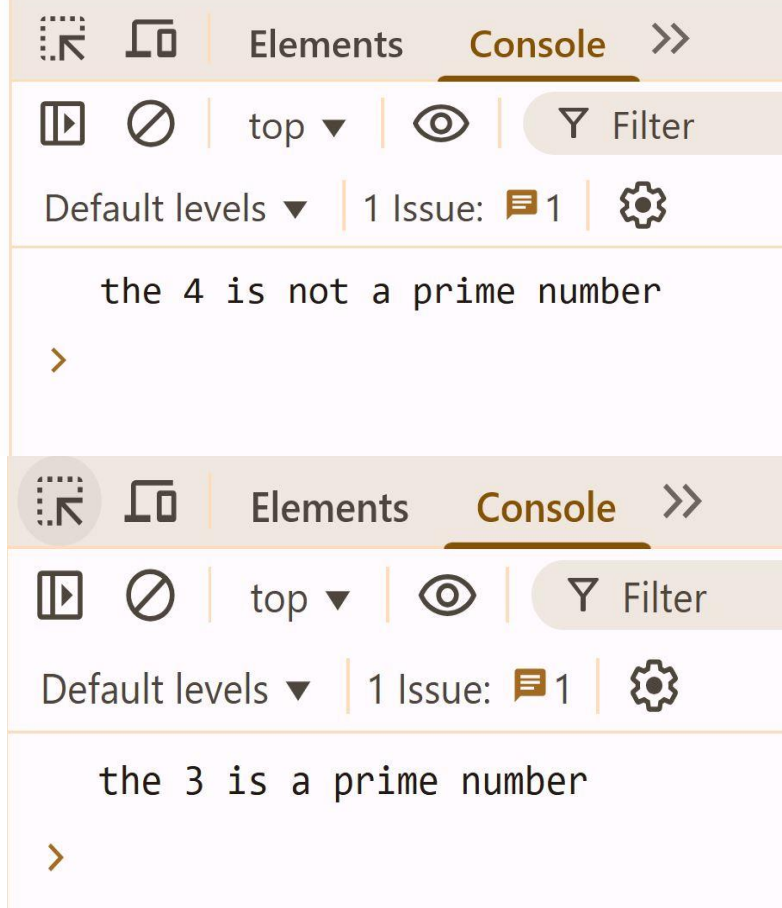 Elements Console
top Filter
Default levels 1 Issue: 1
the 4 is not a prime number
Elements Console
top Filter
Default levels 1 Issue: 1
the 3 is a prime number